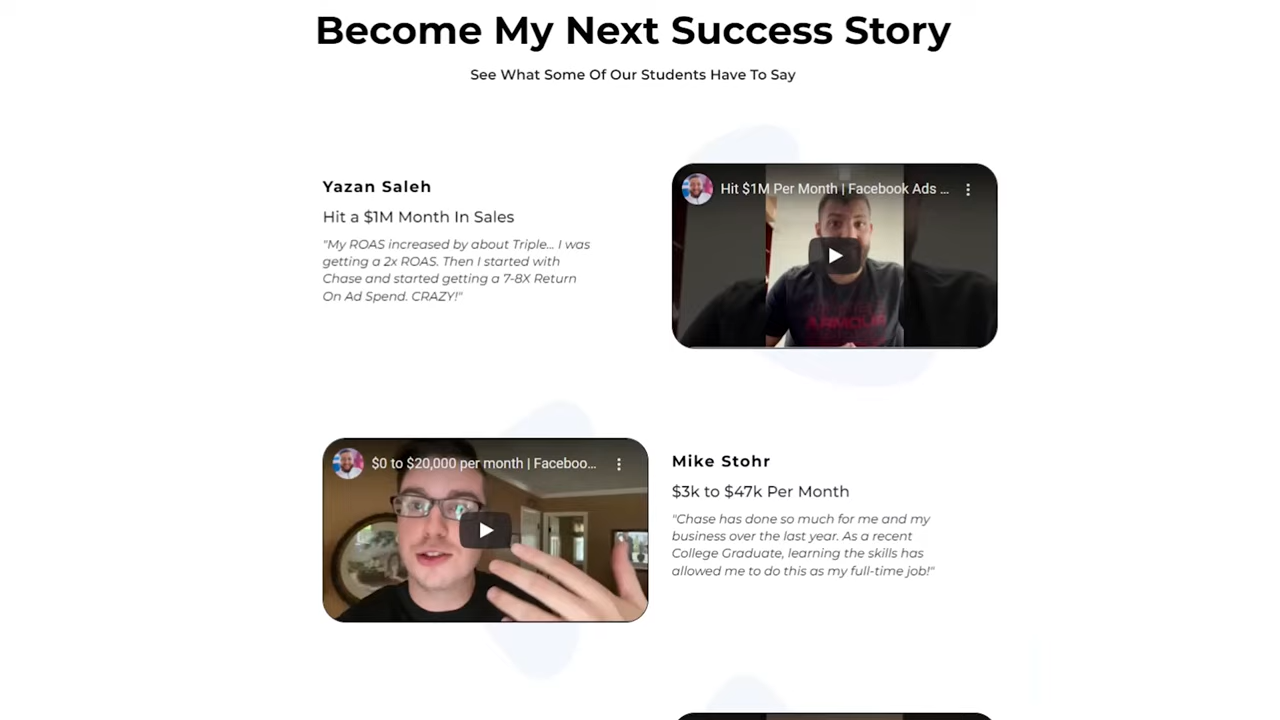 Become My Next Success Story
See What Some Of Our Students Have To Say
Yazan Saleh
Hit a $1M Month In Sales
"My ROAS increased by about Triple... I was
getting a 2x ROAS. Then I started with
Chase and started getting a 7-8X Return
On Ad Spend. CRAZY!"
Hit $1M Per Month | Facebook Ads ...
ARMOUR
$0 to $20,000 per month | Faceboo...
Mike Stohr
$3k to $47k Per Month
"Chase has done so much for me and my
business over the last year. As a recent
College Graduate, learning the skills has
allowed me to do this as my full-time job!"